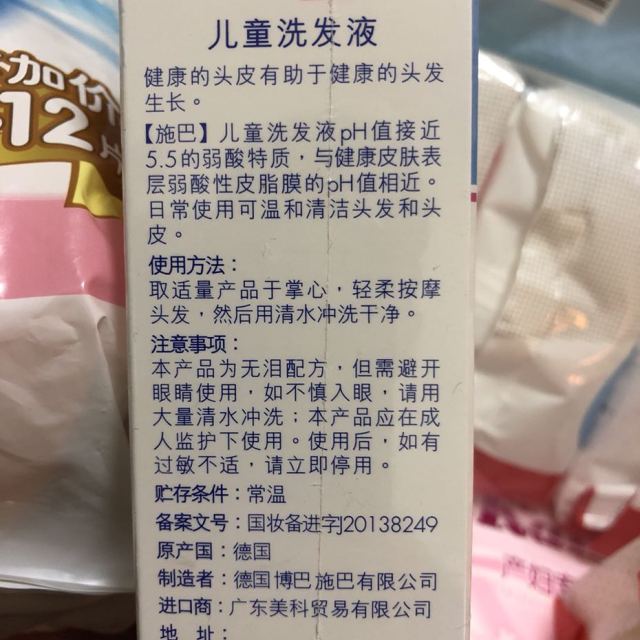 加价
12片
儿童洗发液
健康的头皮有助于健康的头发
生长。
【施巴】儿童洗发液pH值接近
5.5的弱酸特质，与健康皮肤表
层弱酸性皮脂膜的pH值相近。
日常使用可温和清洁头发和头
皮。
使用方法：
取适量产品于掌心，轻柔按摩
头发，然后用清水冲洗干净。
注意事项：
本产品为无泪配方，但需避开
眼睛使用，如不慎入眼，请用
大量清水冲洗；本产品应在成
人监护下使用。使用后，如有
过敏不适，请立即停用。
贮存条件：常温
备案文号：国妆备进字J20138249
原产国：德国
制造者：德国博巴施巴有限公司
进口商：广东美科贸易有限公司
地 址：
产妇